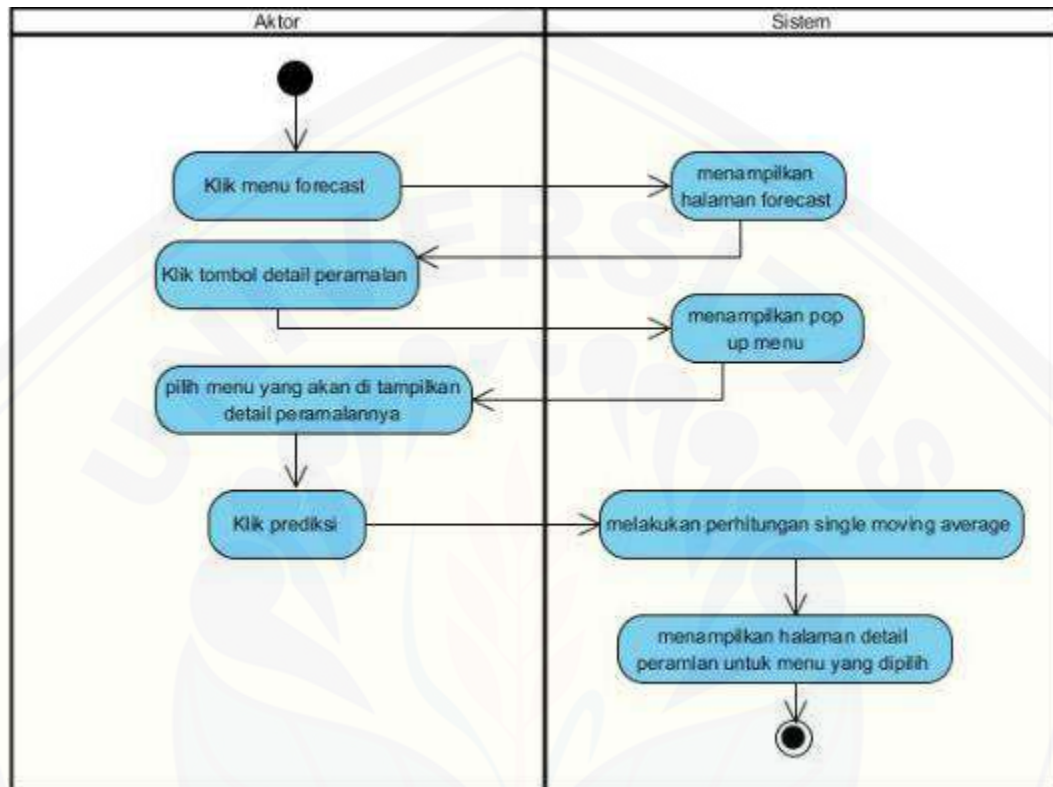 Aktor
Sistem
Klik menu forecast
menampilkan
halaman forecast
Klik tombol detail peramalan
menampilkan pop
up menu
pilih menu yang akan di tampilkan
detail peramalannya
Klik prediksi
melakukan perhitungan single moving average
menampilkan halaman detail
peramlan untuk menu yang dipilih
UNIVERSITAS